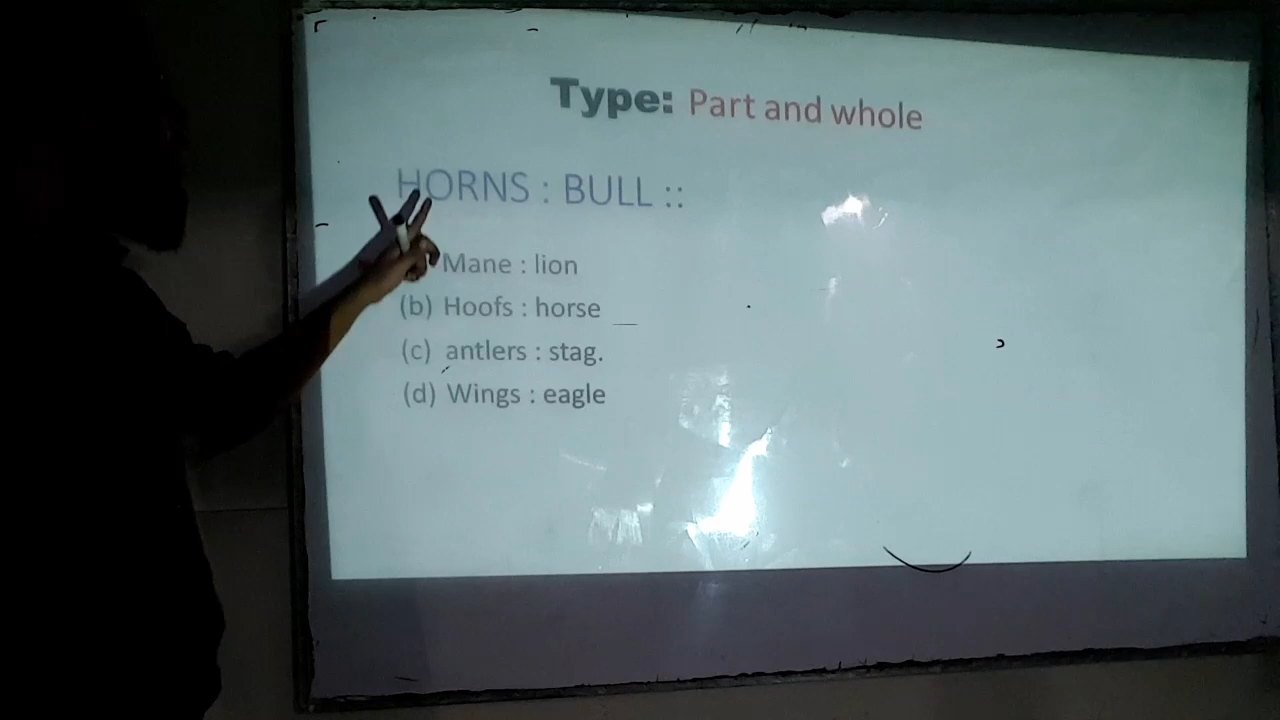 Type: Part and whole
HORNS : BULL ::
Mane : lion
(b) Hoofs : horse
(c) antlers : stag.
(d) Wings : eagle